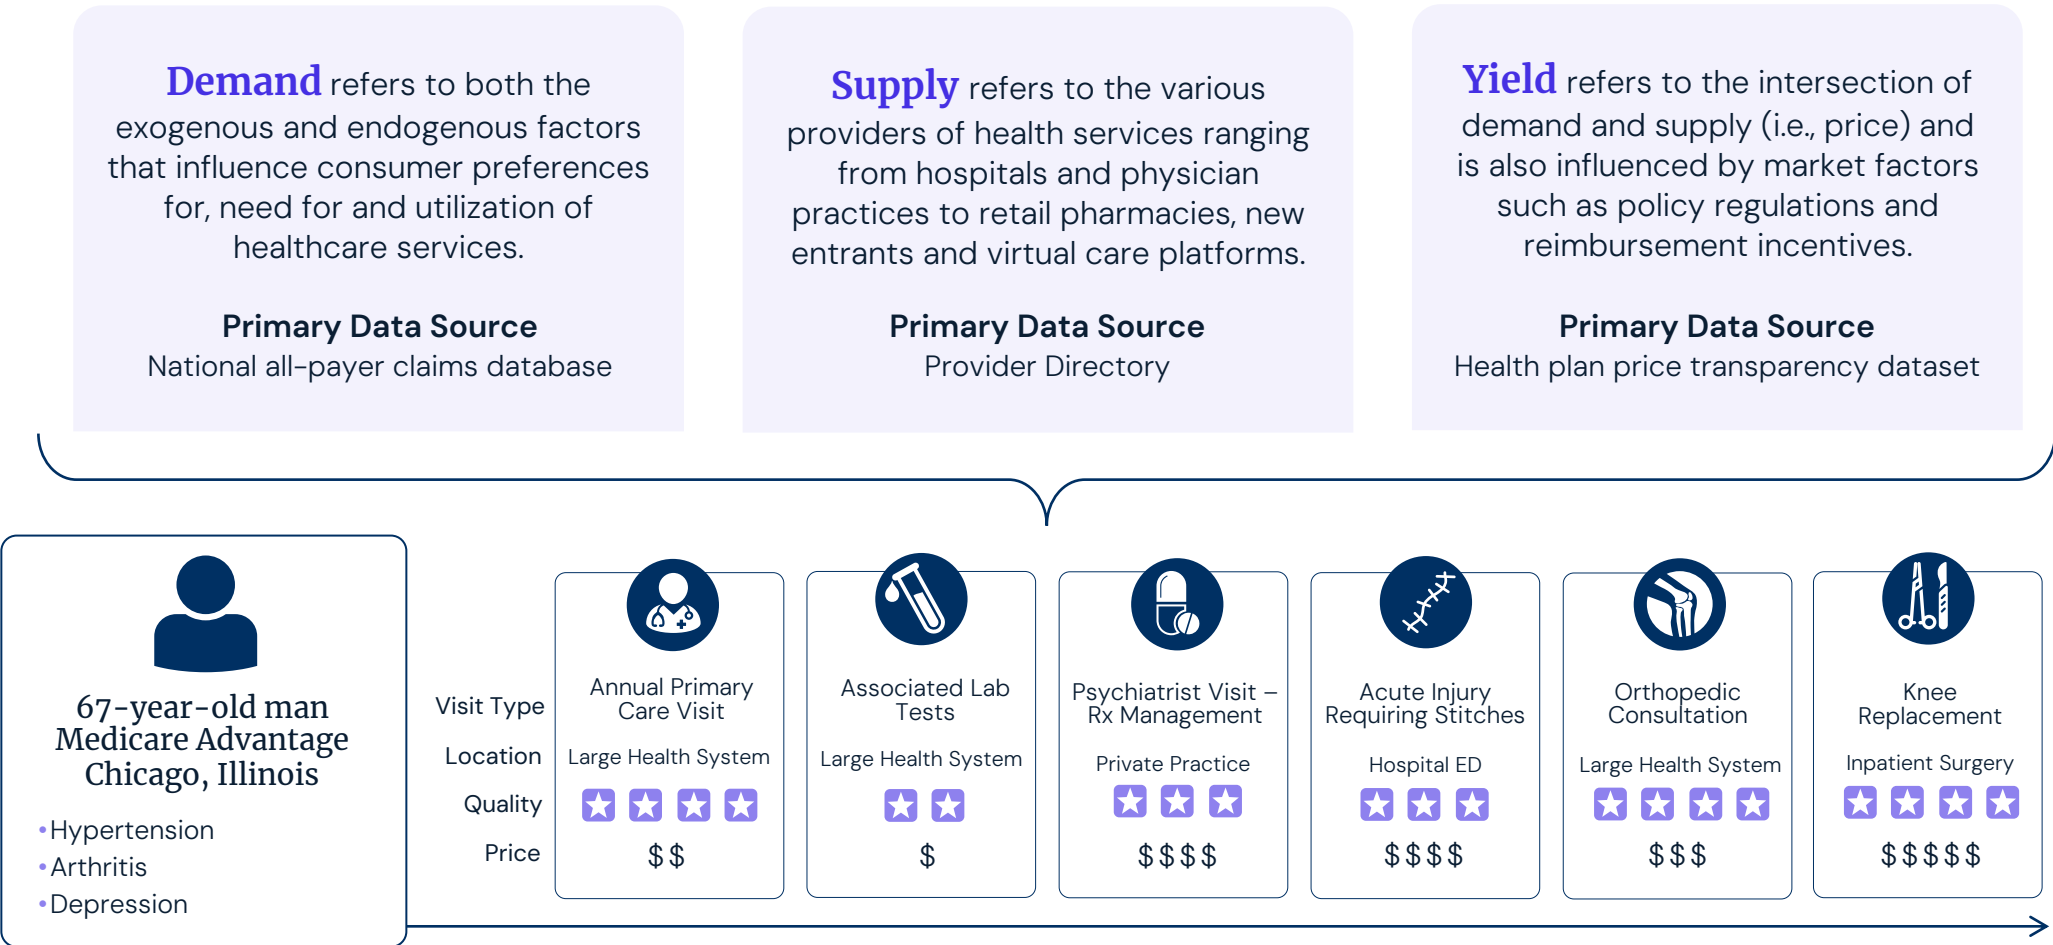 Demand refers to both the
exogenous and endogenous factors
that influence consumer preferences
for, need for and utilization of
healthcare services.
Primary Data Source
National all-payer claims database
Supply refers to the various
providers of health services ranging
from hospitals and physician
practices to retail pharmacies, new
entrants and virtual care platforms.
Primary Data Source
Provider Directory
Yield refers to the intersection of
demand and supply (i.e., price) and
is also influenced by market factors
such as policy regulations and
reimbursement incentives.
Primary Data Source
Health plan price transparency dataset
67-year-old man
Medicare Advantage
Chicago, Illinois
•Hypertension
•Arthritis
•Depression
Visit Type
Location
Quality
Price
Annual Primary
Care Visit
Large Health System
$$
Associated Lab
Tests
Large Health System
$
Psychiatrist Visit –
Rx Management
Private Practice
$$$$
Acute Injury
Requiring Stitches
Hospital ED
$$$$
Orthopedic
Consultation
Large Health System
$$$
Knee
Replacement
Inpatient Surgery
$$$$$